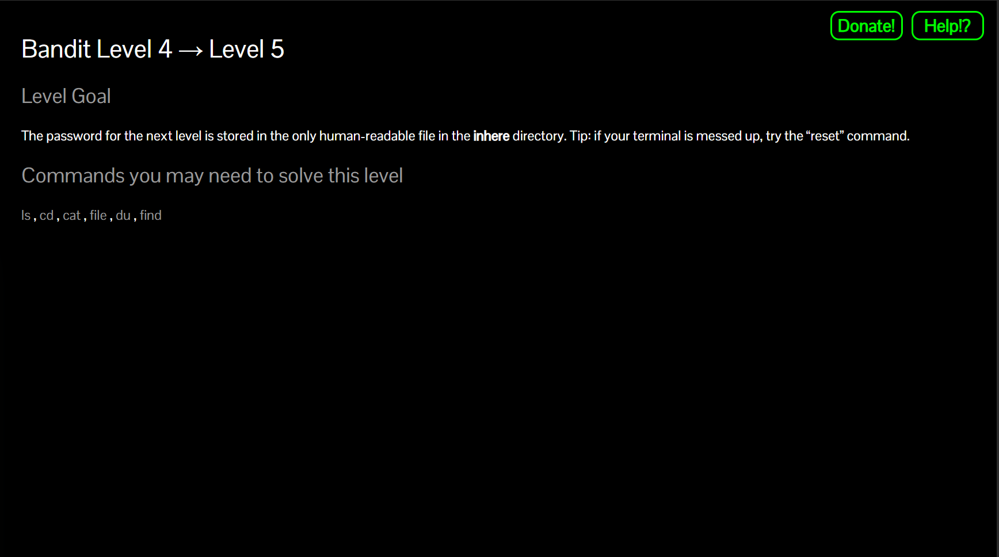 Donate! Help!?
Bandit Level 4 → Level 5
Level Goal
The password for the next level is stored in the only human-readable file in the inhere directory. Tip: if your terminal is messed up, try the “reset” command.
Commands you may need to solve this level
ls , cd , cat , file , du , find